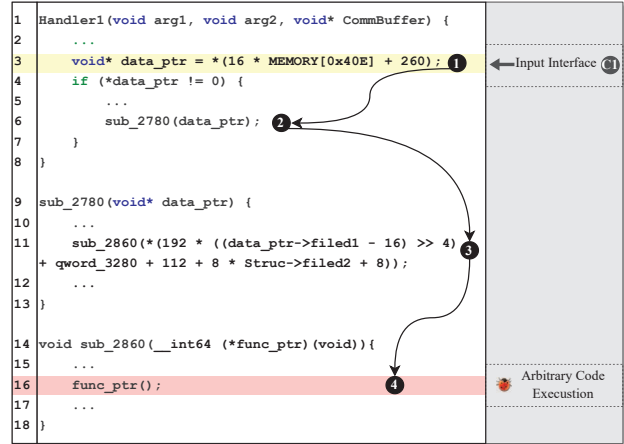 1 Handler1(void arg1, void arg2, void* CommBuffer) {
2 ...
3 void* data_ptr = *(16 * MEMORY[0x40E] + 260); 1 Input Interface C1
4 if (*data_ptr != 0) {
5 ...
6 sub_2780(data_ptr); 2
7 }
8 }
9 sub_2780(void* data_ptr) {
10 ...
11 sub_2860(*(192 * ((data_ptr->filed1 - 16) >> 4) 3
+ qword_3280 + 112 + 8 * Struc->filed2 + 8));
12 ...
13 }
14 void sub_2860(__int64 (*func_ptr)(void)){
15 ...
16 func_ptr(); 4 Arbitrary Code
Execustion
17 ...
18 }